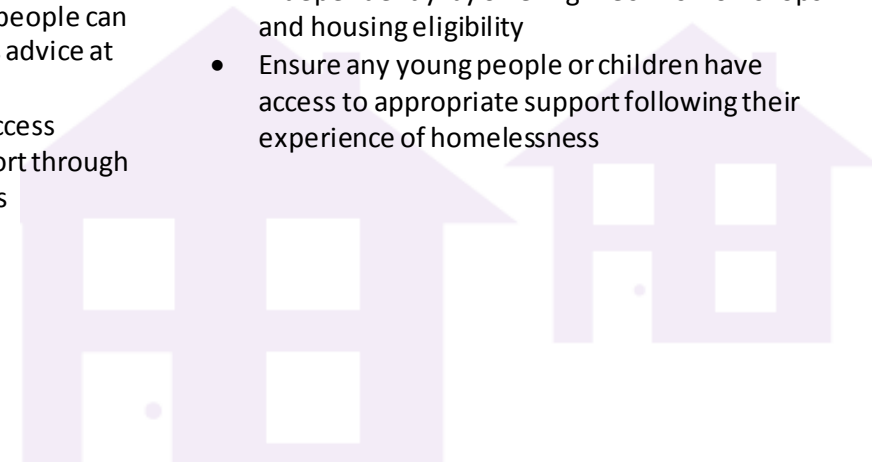 people can
advice at
ccess
ort through
s
and housing eligibility
• Ensure any young people or children have
access to appropriate support following their
experience of homelessness